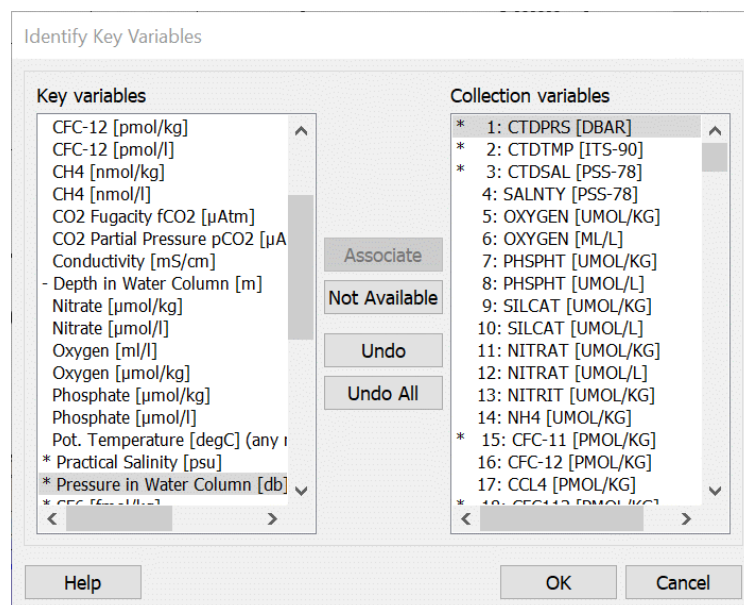 Identify Key Variables
Key variables
CFC-12 [pmol/kg]
CFC-12 [pmol/l]
CH4 [nmol/kg]
CH4 [nmol/l]
CO2 Fugacity fCO2 [µAtm]
CO2 Partial Pressure pCO2 [µA
Conductivity [mS/cm]
- Depth in Water Column [m]
Nitrate [µmol/kg]
Nitrate [µmol/l]
Oxygen [ml/l]
Oxygen [µmol/kg]
Phosphate [µmol/kg]
Phosphate [µmol/l]
Pot. Temperature [degC] (any
* Practical Salinity [psu]
* Pressure in Water Column [db]
Associate
Not Available
Undo
Undo All
Collection variables
* 1: CTDPRS [DBAR]
* 2: CTDTMP [ITS-90]
* 3: CTDSAL [PSS-78]
4: SALNTY [PSS-78]
5: OXYGEN [UMOL/KG]
6: OXYGEN [ML/L]
7: PHSPHT [UMOL/KG]
8: PHSPHT [UMOL/L]
9: SILCAT [UMOL/KG]
10: SILCAT [UMOL/L]
11: NITRAT [UMOL/KG]
12: NITRAT [UMOL/L]
13: NITRIT [UMOL/KG]
14: NH4 [UMOL/KG]
* 15: CFC-11 [PMOL/KG]
16: CFC-12 [PMOL/KG]
17: CCL4 [PMOL/KG]
Help
OK
Cancel